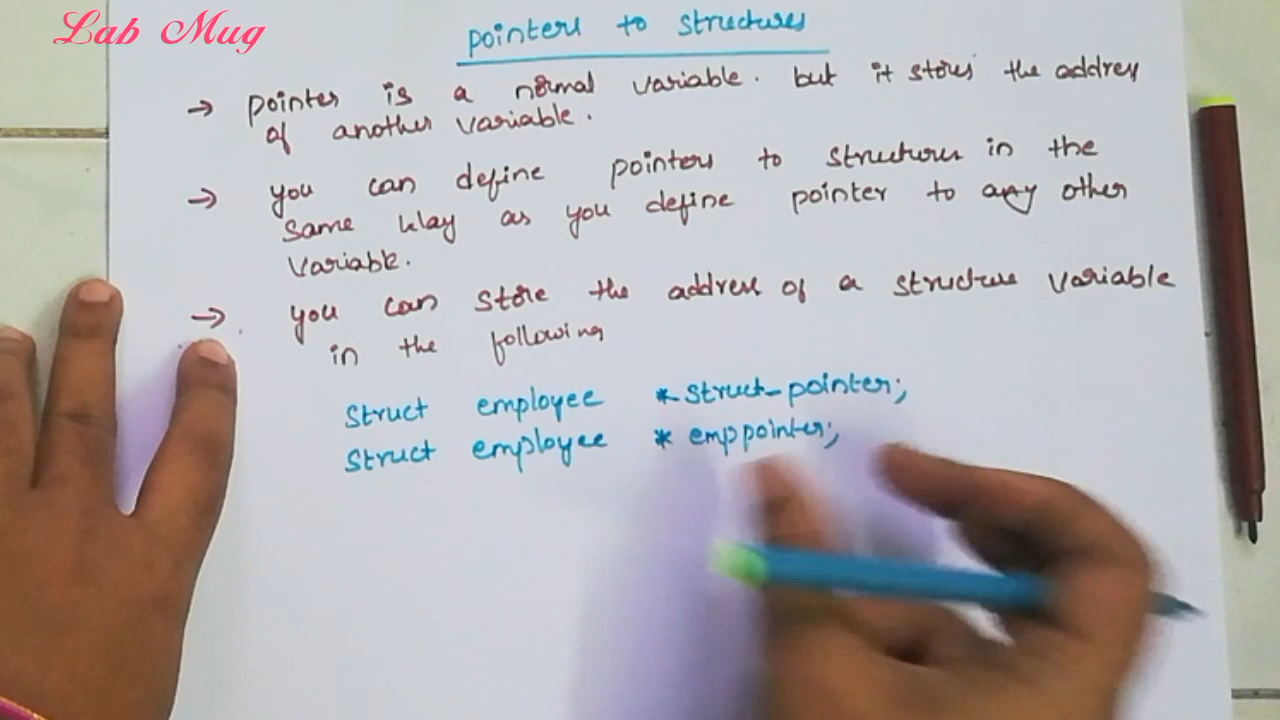 Lab Mug
pointers to structures
→ pointer is a normal variable. but it stores the address
of another variable.
→ you can define pointers to structures in the
same way as you define pointer to any other
variable.
→ you can store the address of a structure variable
in the following
struct employee * struct_pointer;
struct employee * emppointer;